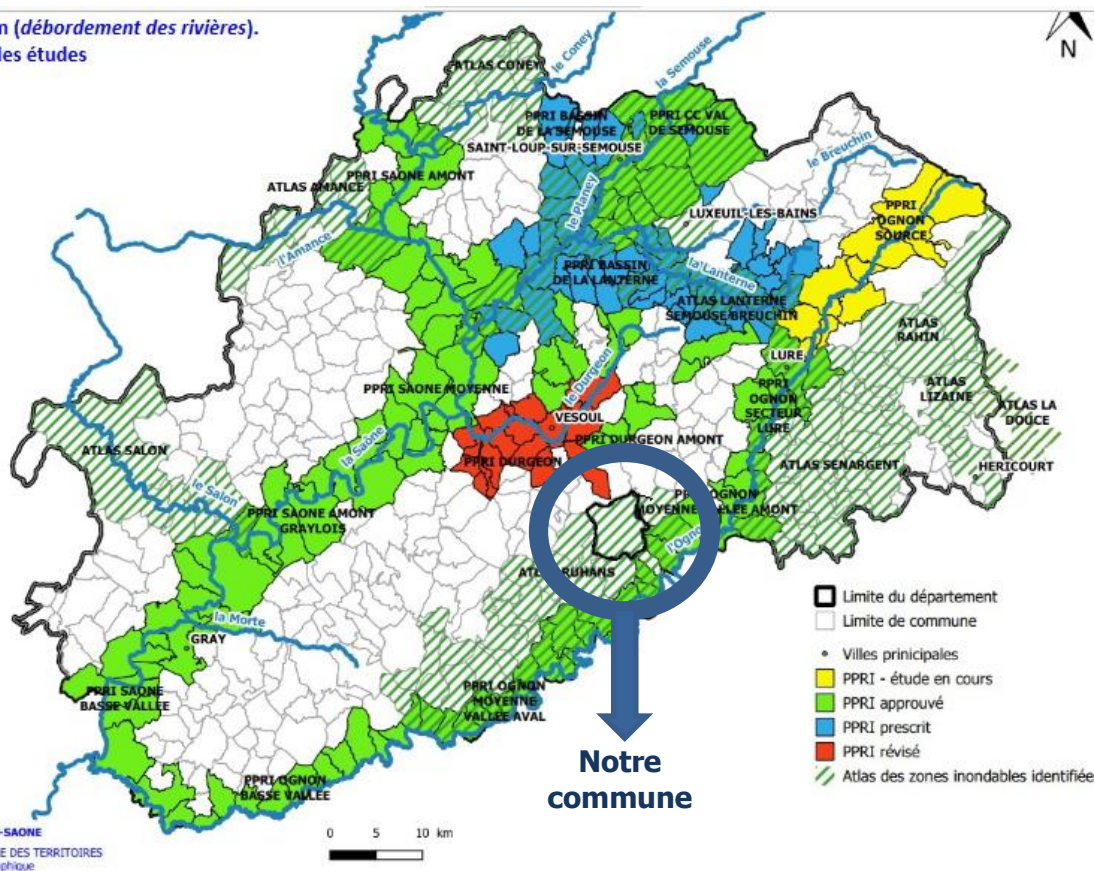 n (débordement des rivières).
les études
N
le Coney
la Semouse
ATLAS CONEY
PPRI BASSIN
DE LA SEMOUSE
PPRI CC VAL
DE SEMOUSE
SAINT-LOUP-SUR-SEMOUSE
le Breuchin
PPRI SAONE AMONT
ATLAS AMANCE
le Planey
LUXEUIL-LES-BAINS
PPRI
OGNON
SOURCE
l'Amance
PPRI BASSIN
DE LA LANTERNE
la Lanterne
ATLAS LANTERNE
SEMOUSE BREUCHIN
ATLAS
RAHIN
LURE
le Durgeon
PPRI SAONE MOYENNE
PPRI
OGNON
SECTEUR
LURE
ATLAS
LIZAINE
ATLAS LA
DOUCE
VESOUL
PPRI DURGEON AMONT
la Saône
ATLAS SALON
PPRI DURGEON
ATLAS SENARGENT
HERICOURT
le Salon
PPRI OGNON
MOYENNE VALLEE AMONT
PPRI SAONE AMONT
GRAYLOIS
l'Ognon
ATLAS RUHANS
la Morte
GRAY
PPRI SAONE
BASSE VALLEE
PPRI OGNON
MOYENNE
VALLEE AVAL
PPRI OGNON
BASSE VALLEE
Notre
commune
Limite du département
Limite de commune
Villes prinicipales
PPRI - étude en cours
PPRI approuvé
PPRI prescrit
PPRI révisé
Atlas des zones inondables identifiée
0 5 10 km
-SAONE
E DES TERRITOIRES
phique